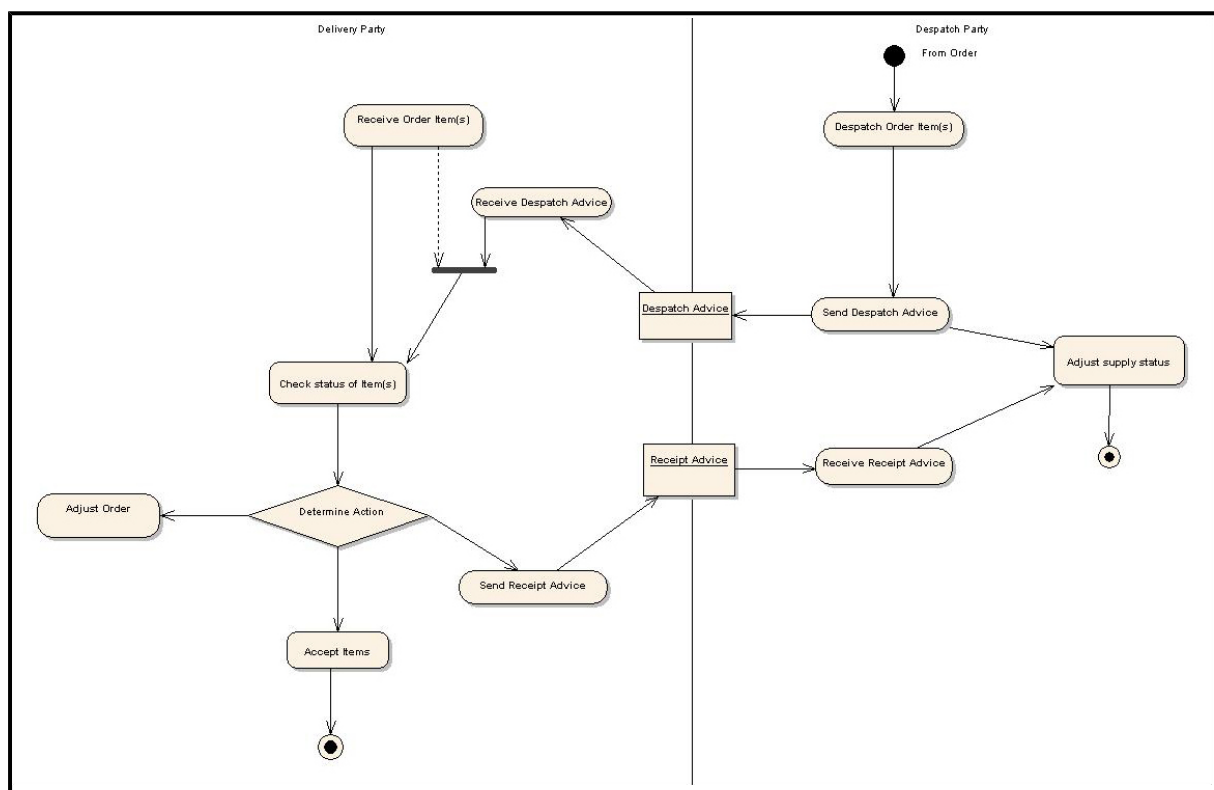 Delivery Party
Despatch Party
From Order
Receive Order Item(s)
Despatch Order Item(s)
Receive Despatch Advice
Despatch Advice
Send Despatch Advice
Adjust supply status
Check status of Item(s)
Receipt Advice
Receive Receipt Advice
Adjust Order
Determine Action
Send Receipt Advice
Accept Items